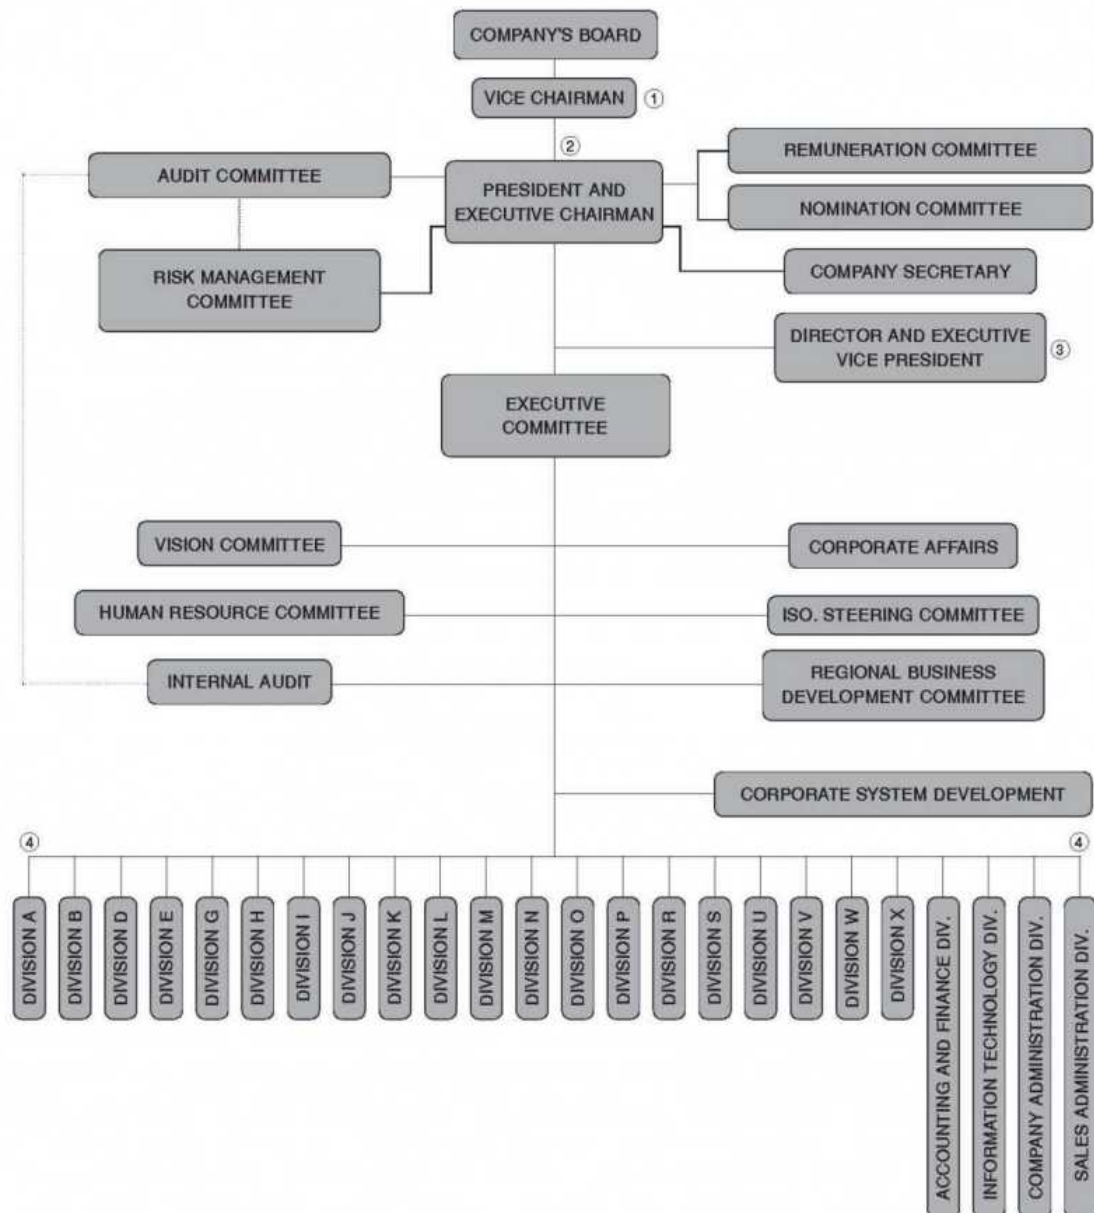 COMPANY'S BOARD
VICE CHAIRMAN ①
②
AUDIT COMMITTEE
PRESIDENT AND
EXECUTIVE CHAIRMAN
REMUNERATION COMMITTEE
NOMINATION COMMITTEE
RISK MANAGEMENT
COMMITTEE
COMPANY SECRETARY
DIRECTOR AND EXECUTIVE
VICE PRESIDENT ③
EXECUTIVE
COMMITTEE
VISION COMMITTEE
CORPORATE AFFAIRS
HUMAN RESOURCE COMMITTEE
ISO. STEERING COMMITTEE
INTERNAL AUDIT
REGIONAL BUSINESS
DEVELOPMENT COMMITTEE
CORPORATE SYSTEM DEVELOPMENT
④
④
DIVISION A
DIVISION B
DIVISION D
DIVISION E
DIVISION G
DIVISION H
DIVISION I
DIVISION J
DIVISION K
DIVISION L
DIVISION M
DIVISION N
DIVISION O
DIVISION P
DIVISION R
DIVISION S
DIVISION U
DIVISION V
DIVISION W
DIVISION X
ACCOUNTING AND FINANCE DIV.
INFORMATION TECHNOLOGY DIV.
COMPANY ADMINISTRATION DIV.
SALES ADMINISTRATION DIV.